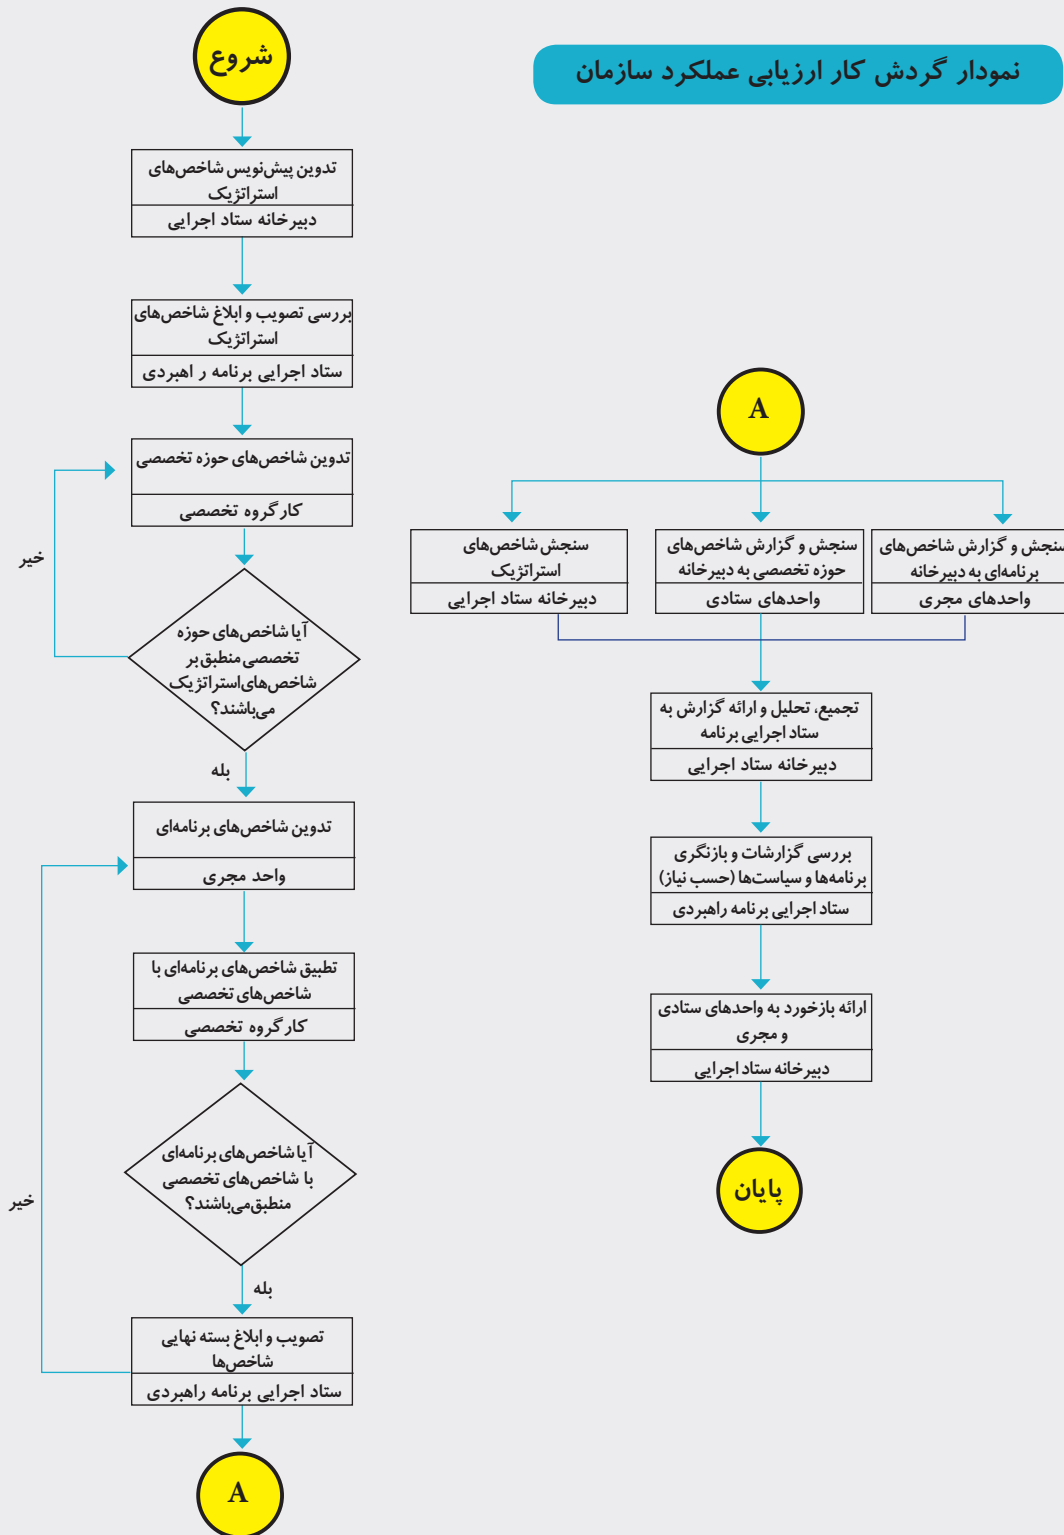 نمودار گردش کار ارزیابی عملکرد سازمان
شروع
تدوین پیش‌نویس شاخص‌های
استراتژیک
دبیرخانه ستاد اجرایی
بررسی تصویب و ابلاغ شاخص‌های
استراتژیک
ستاد اجرایی برنامه ر اهبردی
تدوین شاخص‌های حوزه تخصصی
کارگروه تخصصی
خیر
آیا شاخص‌های حوزه
تخصصی منطبق بر
شاخص‌های استراتژیک
می‌باشند؟
بله
تدوین شاخص‌های برنامه‌ای
واحد مجری
تطبیق شاخص‌های برنامه‌ای با
شاخص‌های تخصصی
کارگروه تخصصی
آیا شاخص‌های برنامه‌ای
با شاخص‌های تخصصی
منطبق می‌باشند؟
خیر
بله
تصویب و ابلاغ بسته نهایی
شاخص‌ها
ستاد اجرایی برنامه راهبردی
A
A
سنجش و گزارش شاخص‌های
برنامه‌ای به دبیرخانه
واحدهای مجری
سنجش و گزارش شاخص‌های
حوزه تخصصی به دبیرخانه
واحدهای ستادی
سنجش شاخص‌های
استراتژیک
دبیرخانه ستاد اجرایی
تجمیع، تحلیل و ارائه گزارش به
ستاد اجرایی برنامه
دبیرخانه ستاد اجرایی
بررسی گزارشات و بازنگری
برنامه‌ها و سیاست‌ها (حسب نیاز)
ستاد اجرایی برنامه راهبردی
ارائه بازخورد به واحدهای ستادی
و مجری
دبیرخانه ستاد اجرایی
پایان